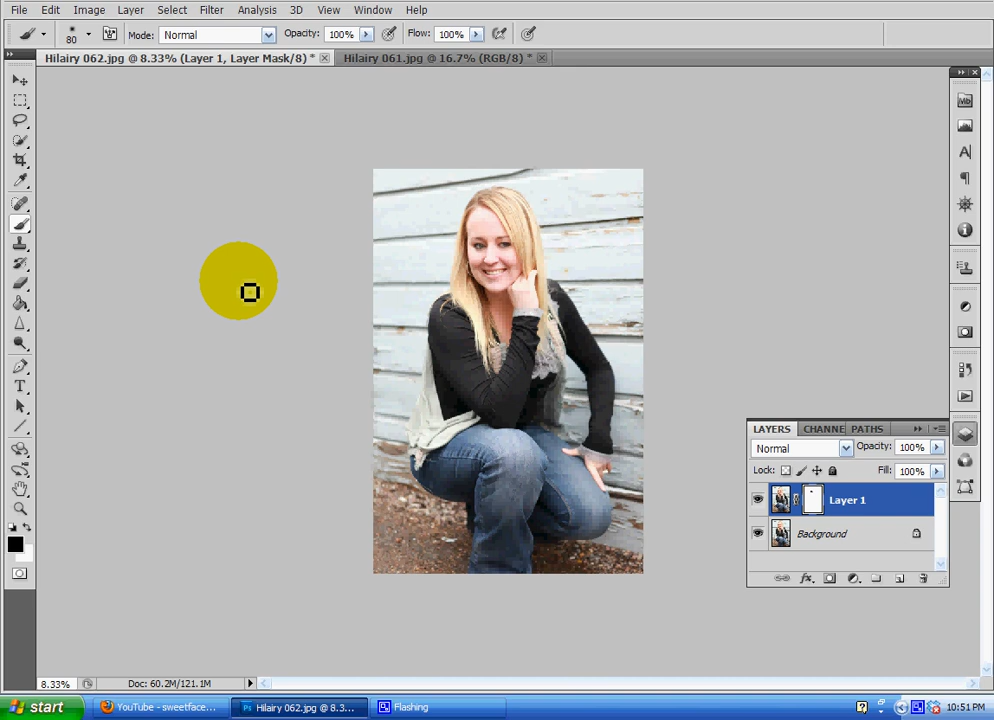 File Edit Image Layer Select Filter Analysis 3D View Window Help
80 Mode: Normal Opacity: 100% Flow: 100%
Hilairy 062.jpg @ 8.33% (Layer 1, Layer Mask/8) * Hilairy 061.jpg @ 16.7% (RGB/8) *
LAYERS CHANNE PATHS
Normal Opacity: 100%
Lock: Fill: 100%
Layer 1
Background
8.33% Doc: 60.2M/121.1M
start YouTube - sweetface... Hilairy 062.jpg @ 8.3... Flashing 10:51 PM